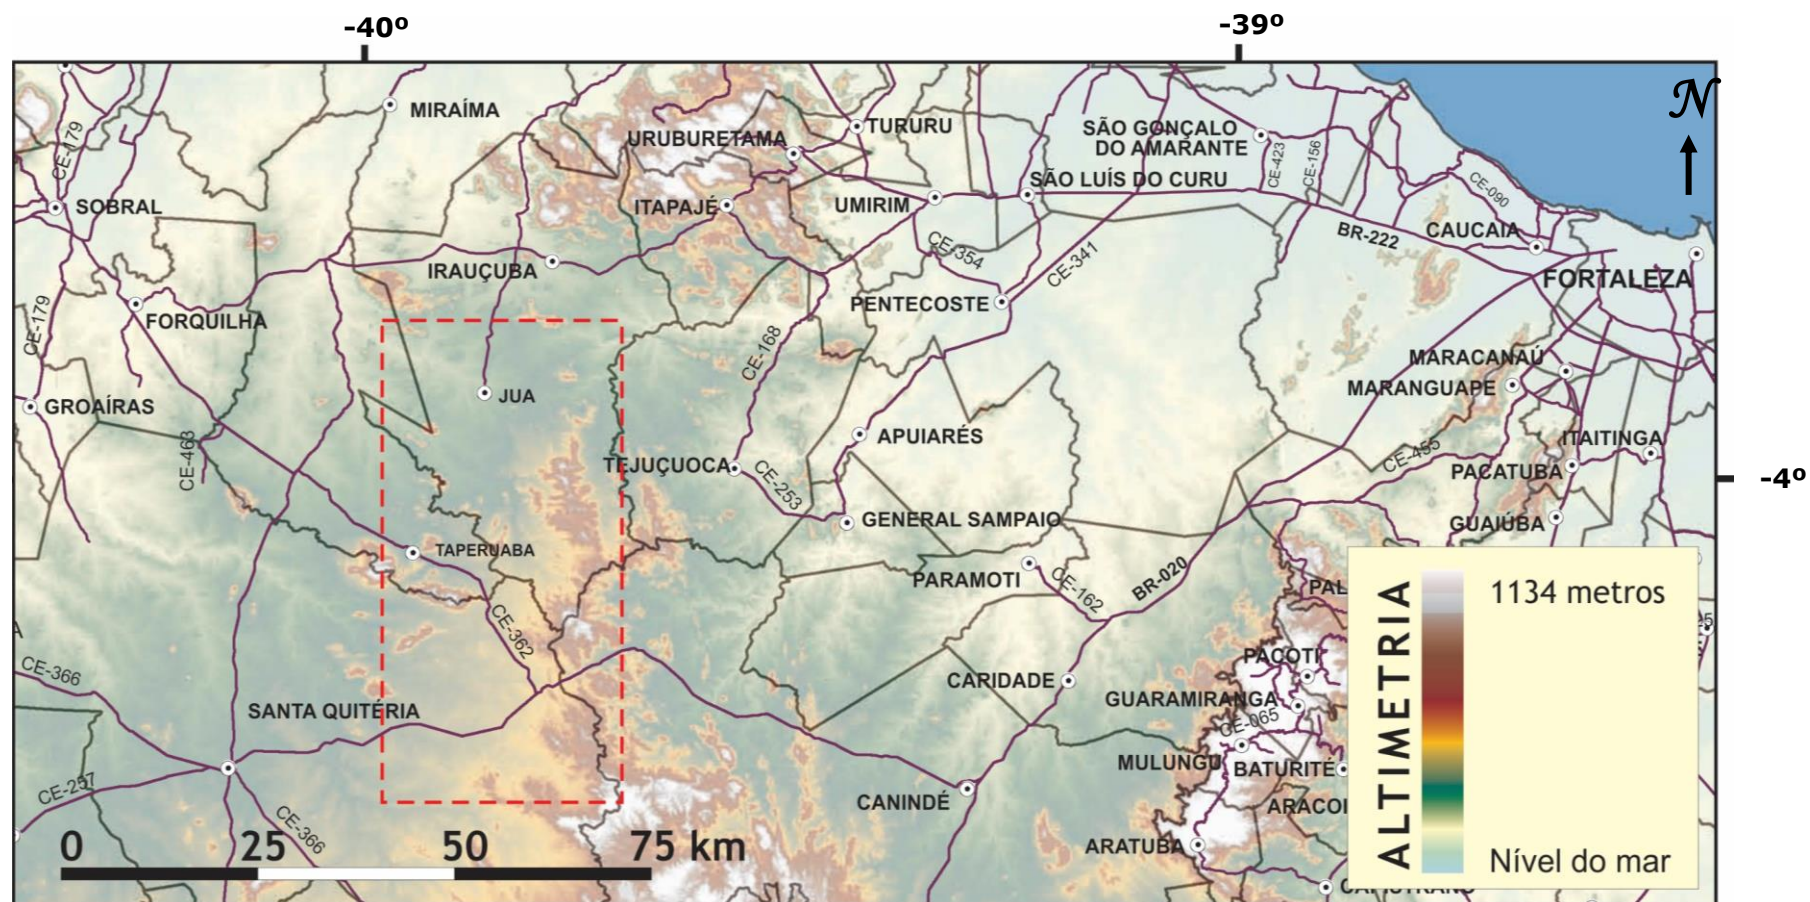 -40º
-39º
N
MIRAÍMA
TURURU
URUBURETAMA
SÃO GONÇALO
DO AMARANTE
CE-179
CE-423
CE-156
SÃO LUÍS DO CURU
CE-090
SOBRAL
ITAPAJÉ
UMIRIM
BR-222
CAUCAIA
CE-354
CE-341
IRAUÇUBA
FORTALEZA
PENTECOSTE
FORQUILHA
CE-179
CE-168
MARACANAÚ
MARANGUAPE
JUA
GROAÍRAS
APUIARÉS
ITAITINGA
CE-463
CE-455
TEJUÇUOCA
CE-253
PACATUBA
-4º
GENERAL SAMPAIO
GUAIÚBA
TAPERUABA
PARAMOTI
CE-162
BR-020
PAL
CE-362
A
CE-366
PACOTI
CARIDADE
GUARAMIRANGA
CE-065
SANTA QUITÉRIA
MULUNGU
BATURITÉ
CE-257
CANINDÉ
ARACOI
CE-366
ARATUBA
0 25 50 75 km
ALTIMETRIA
1134 metros
Nível do mar